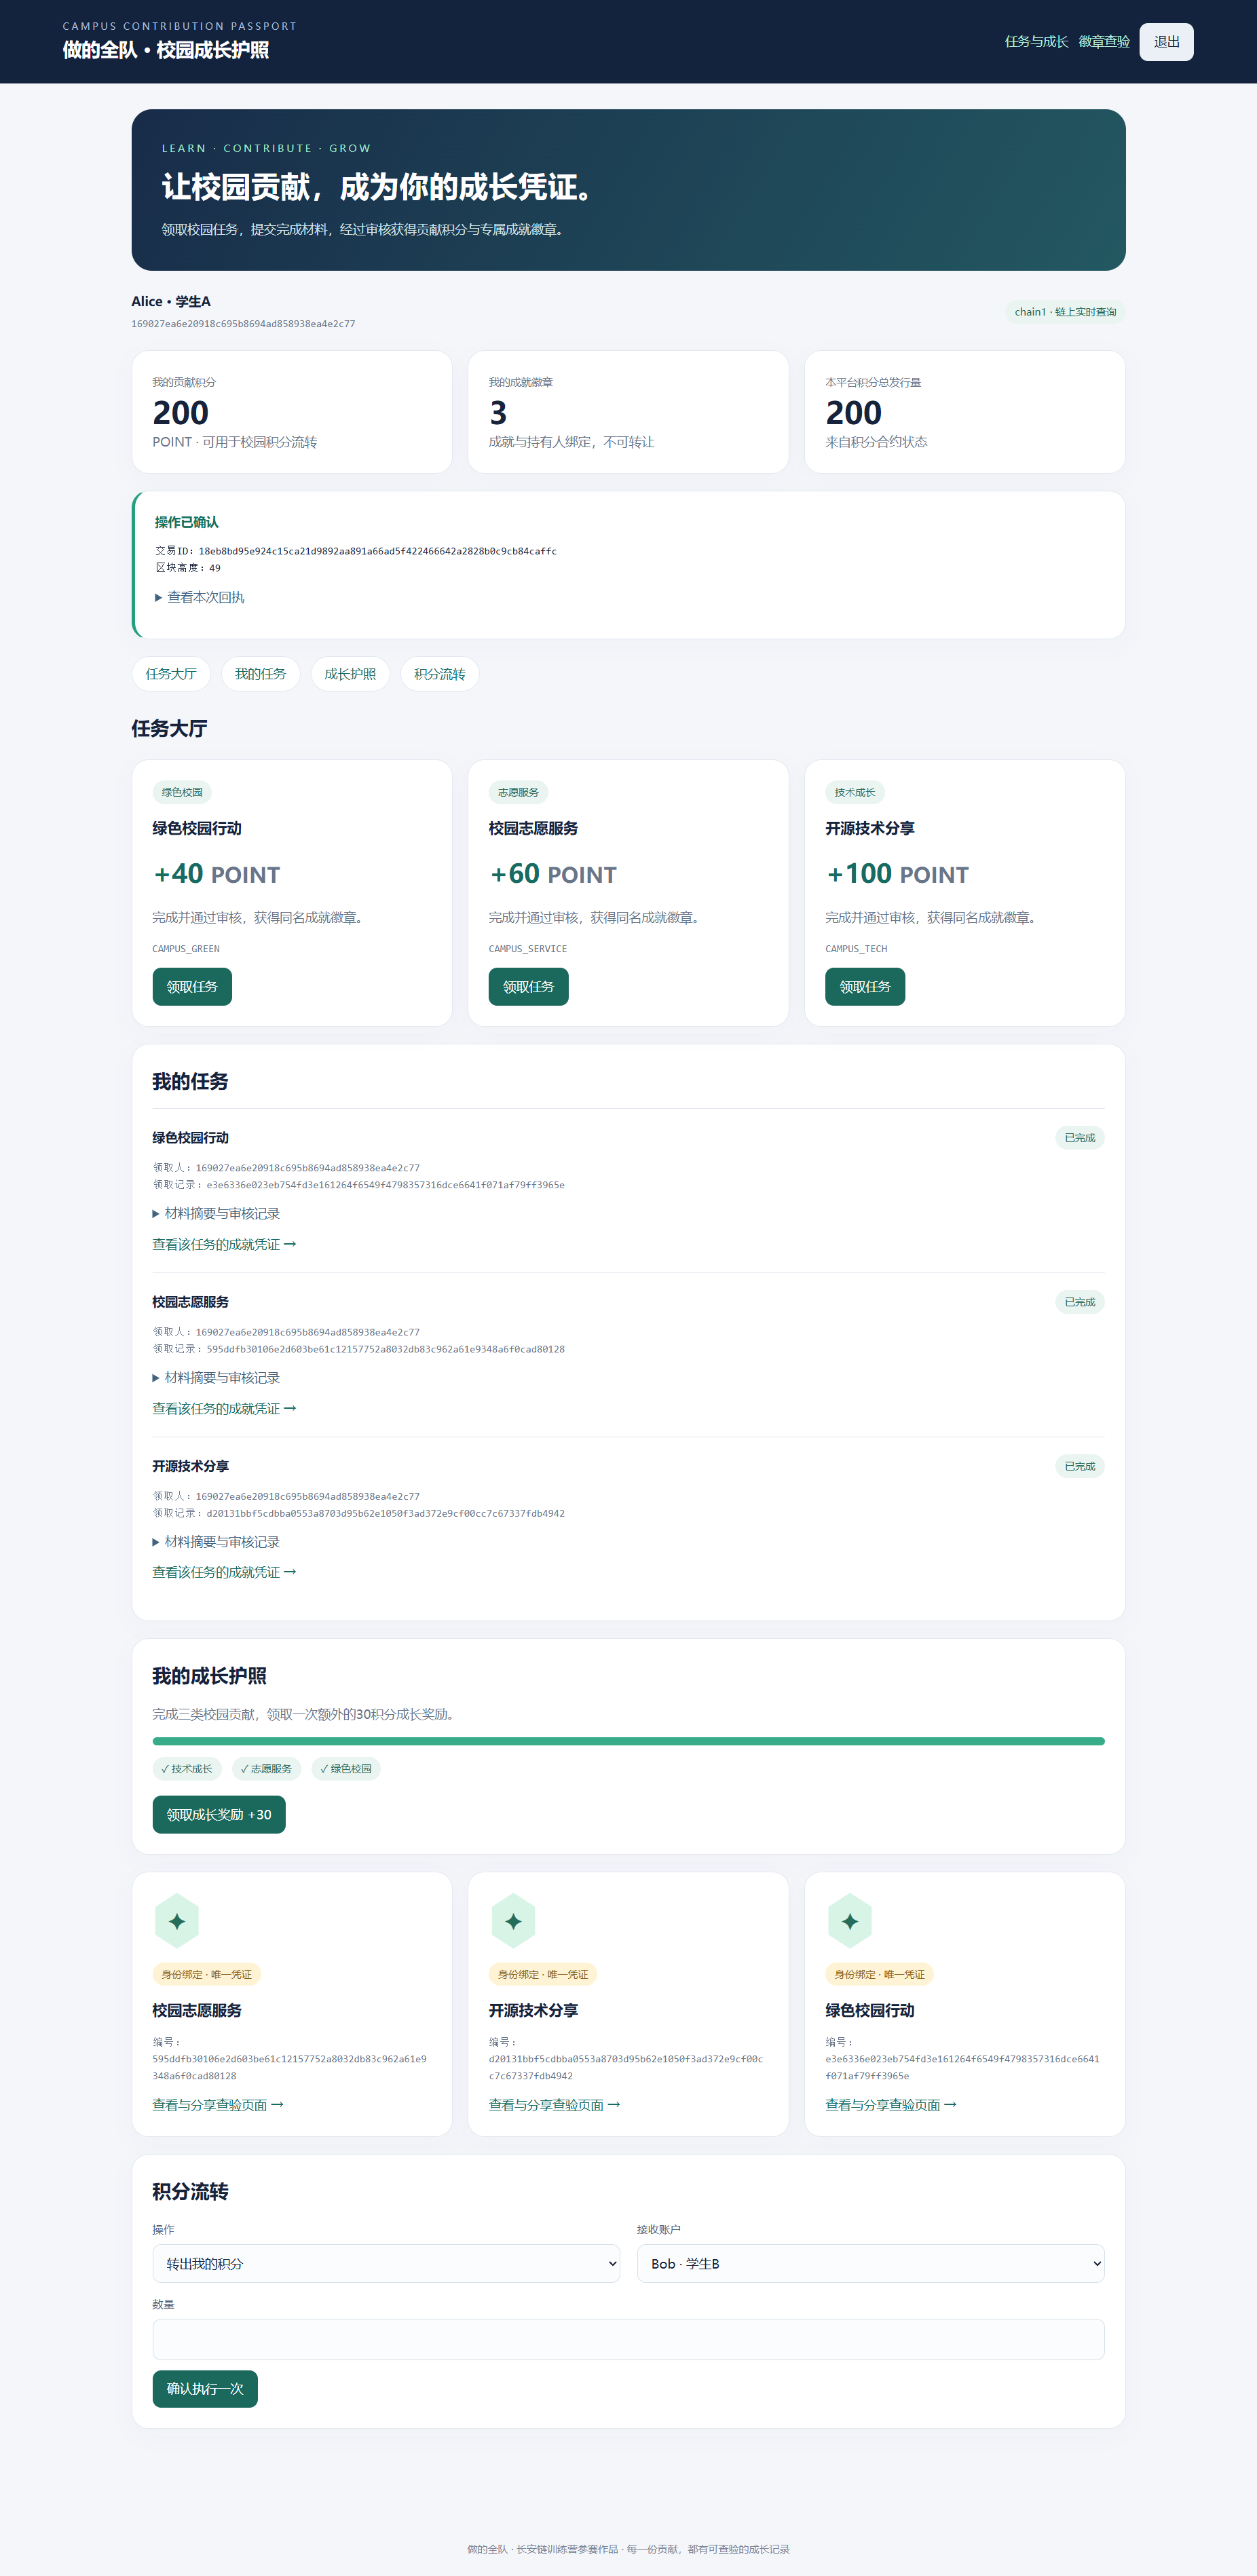 CAMPUS CONTRIBUTION PASSPORT
做的全队 · 校园成长护照
任务与成长 徽章查验 退出
LEARN · CONTRIBUTE · GROW
让校园贡献，成为你的成长凭证。
领取校园任务，提交完成材料，经过审核获得贡献积分与专属成就徽章。
Alice · 学生A
169027ea6e20918c695b8694ad858938ea4e2c77
chain1 · 链上实时查询
我的贡献积分
200
POINT · 可用于校园积分流转
我的成就徽章
3
成就与持有人绑定，不可转让
本平台积分总发行量
200
来自积分合约状态
操作已确认
交易ID: 18eb8bd95e924c15ca21d9892aa891a66ad5f422466642a2828b0c9cb84caffc
区块高度: 49
▶ 查看本次回执
任务大厅 我的任务 成长护照 积分流转
任务大厅
绿色校园
绿色校园行动
+40 POINT
完成并通过审核，获得同名成就徽章。
CAMPUS_GREEN
领取任务
志愿服务
校园志愿服务
+60 POINT
完成并通过审核，获得同名成就徽章。
CAMPUS_SERVICE
领取任务
技术成长
开源技术分享
+100 POINT
完成并通过审核，获得同名成就徽章。
CAMPUS_TECH
领取任务
我的任务
绿色校园行动 已完成
领取人: 169027ea6e20918c695b8694ad858938ea4e2c77
领取记录: e3e6336e023eb754fd3e161264f6549f4798357316dce6641f071af79ff3965e
▶ 材料摘要与审核记录
查看该任务的成就凭证 →
校园志愿服务 已完成
领取人: 169027ea6e20918c695b8694ad858938ea4e2c77
领取记录: 595ddfb30106e2d603be61c12157752a8032db83c962a61e9348a6f0cad80128
▶ 材料摘要与审核记录
查看该任务的成就凭证 →
开源技术分享 已完成
领取人: 169027ea6e20918c695b8694ad858938ea4e2c77
领取记录: d20131bbf5cdbba0553a8703d95b62e1050f3ad372e9cf00cc7c67337fdb4942
▶ 材料摘要与审核记录
查看该任务的成就凭证 →
我的成长护照
完成三类校园贡献，领取一次额外的30积分成长奖励。
✓ 技术成长 ✓ 志愿服务 ✓ 绿色校园
领取成长奖励 +30
身份绑定 · 唯一凭证
校园志愿服务
编号:
595ddfb30106e2d603be61c12157752a8032db83c962a61e9
348a6f0cad80128
查看与分享查验页面 →
身份绑定 · 唯一凭证
开源技术分享
编号:
d20131bbf5cdbba0553a8703d95b62e1050f3ad372e9cf00c
c7c67337fdb4942
查看与分享查验页面 →
身份绑定 · 唯一凭证
绿色校园行动
编号:
e3e6336e023eb754fd3e161264f6549f4798357316dce6641
f071af79ff3965e
查看与分享查验页面 →
积分流转
操作
转出我的积分
接收账户
Bob · 学生B
数量
确认执行一次
做的全队 · 长安链训练营参赛作品 · 每一份贡献，都有可查验的成长记录